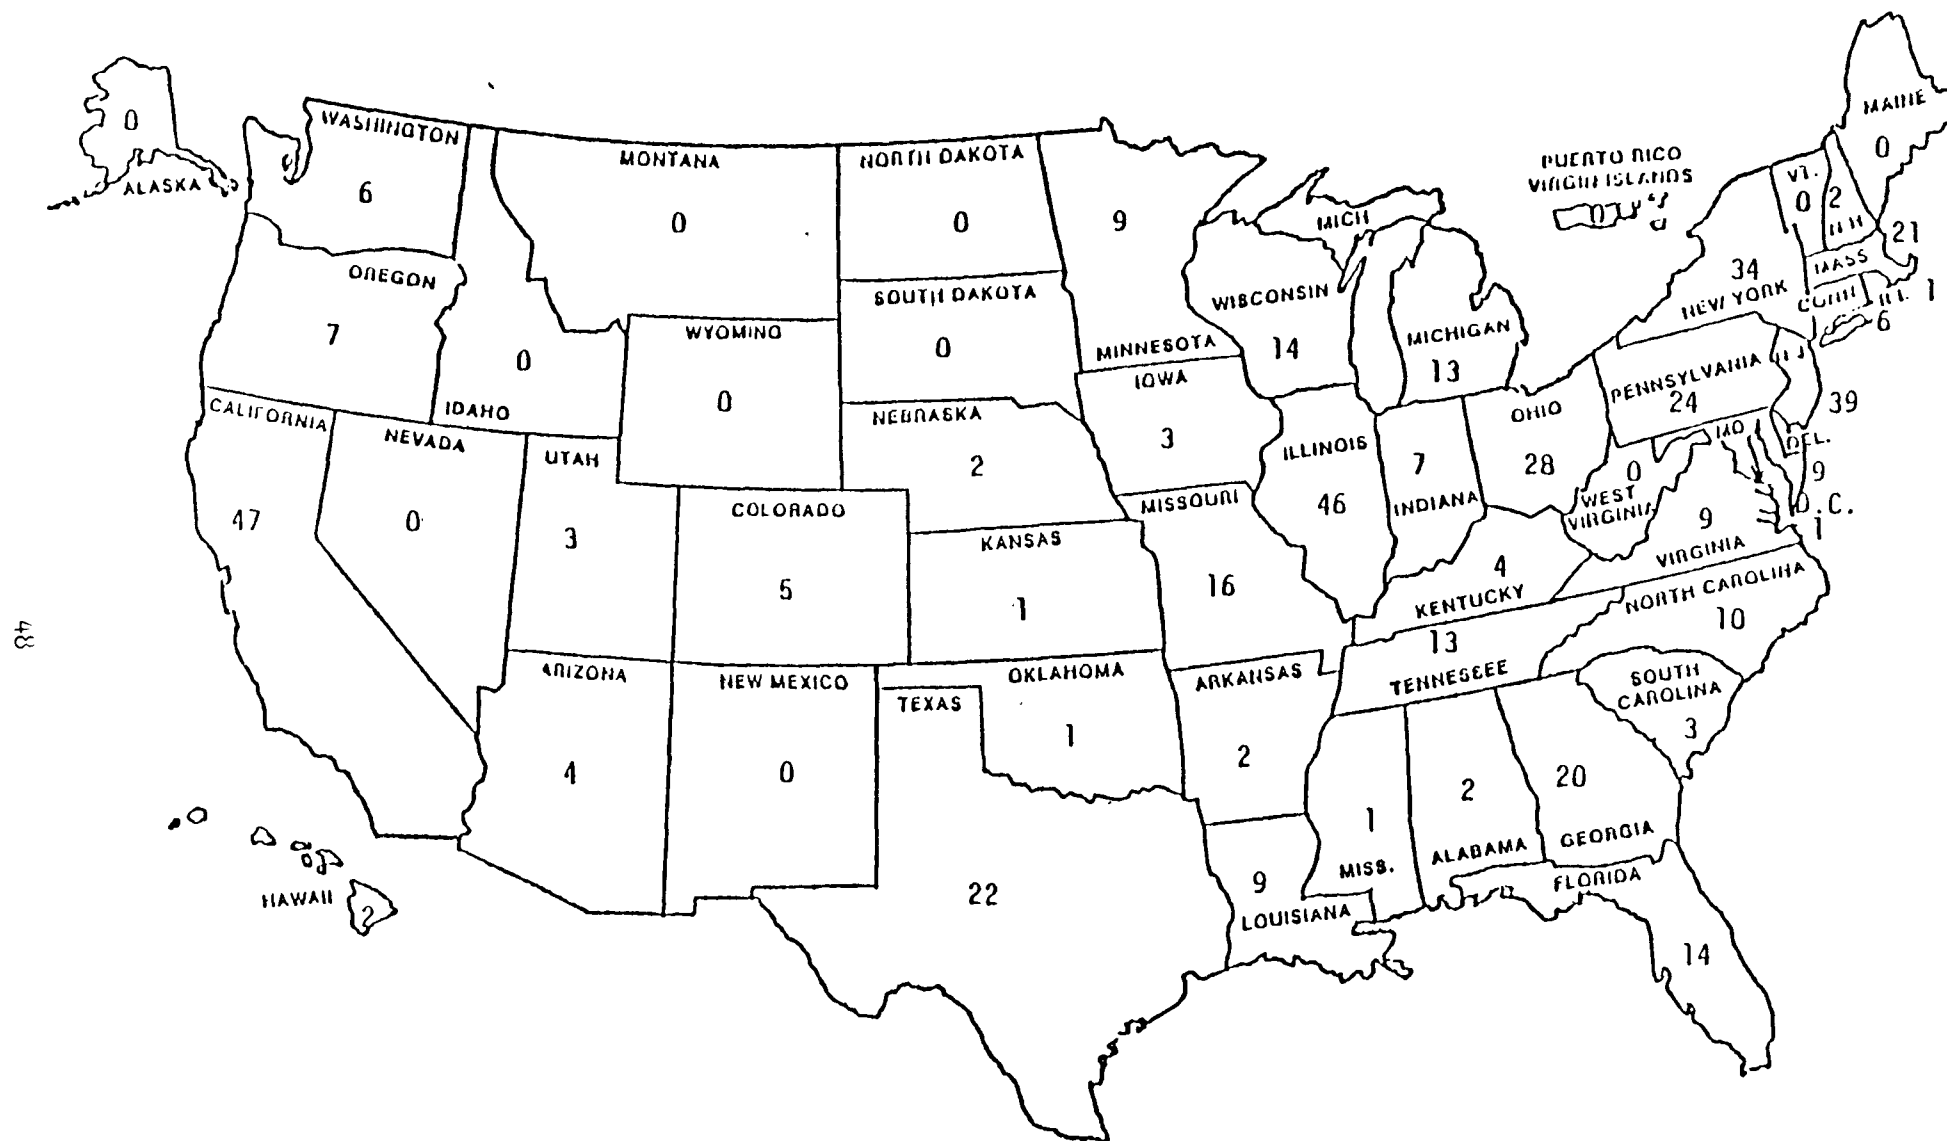 MAINE
0
WASHINGTON
6
ALASKA
0
MONTANA
0
NORTH DAKOTA
0
9
MINNESOTA
MICH
PUERTO RICO
VIRGIN ISLANDS
0
VT.
0
2
N H
21
MASS
34
NEW YORK
CONN
R.I.
1
6
OREGON
7
IDAHO
0
WYOMING
0
SOUTH DAKOTA
0
WISCONSIN
14
MICHIGAN
13
PENNSYLVANIA
24
N J
39
CALIFORNIA
47
NEVADA
0
UTAH
3
NEBRASKA
2
IOWA
3
ILLINOIS
46
7
INDIANA
OHIO
28
MD
DEL.
9
D.C.
1
0
WEST
VIRGINIA
9
VIRGINIA
COLORADO
5
KANSAS
1
MISSOURI
16
4
KENTUCKY
NORTH CAROLINA
10
48
ARIZONA
4
NEW MEXICO
0
TEXAS
22
OKLAHOMA
1
ARKANSAS
2
13
TENNESSEE
SOUTH
CAROLINA
3
1
MISS.
2
ALABAMA
20
GEORGIA
9
LOUISIANA
FLORIDA
14
HAWAII
2